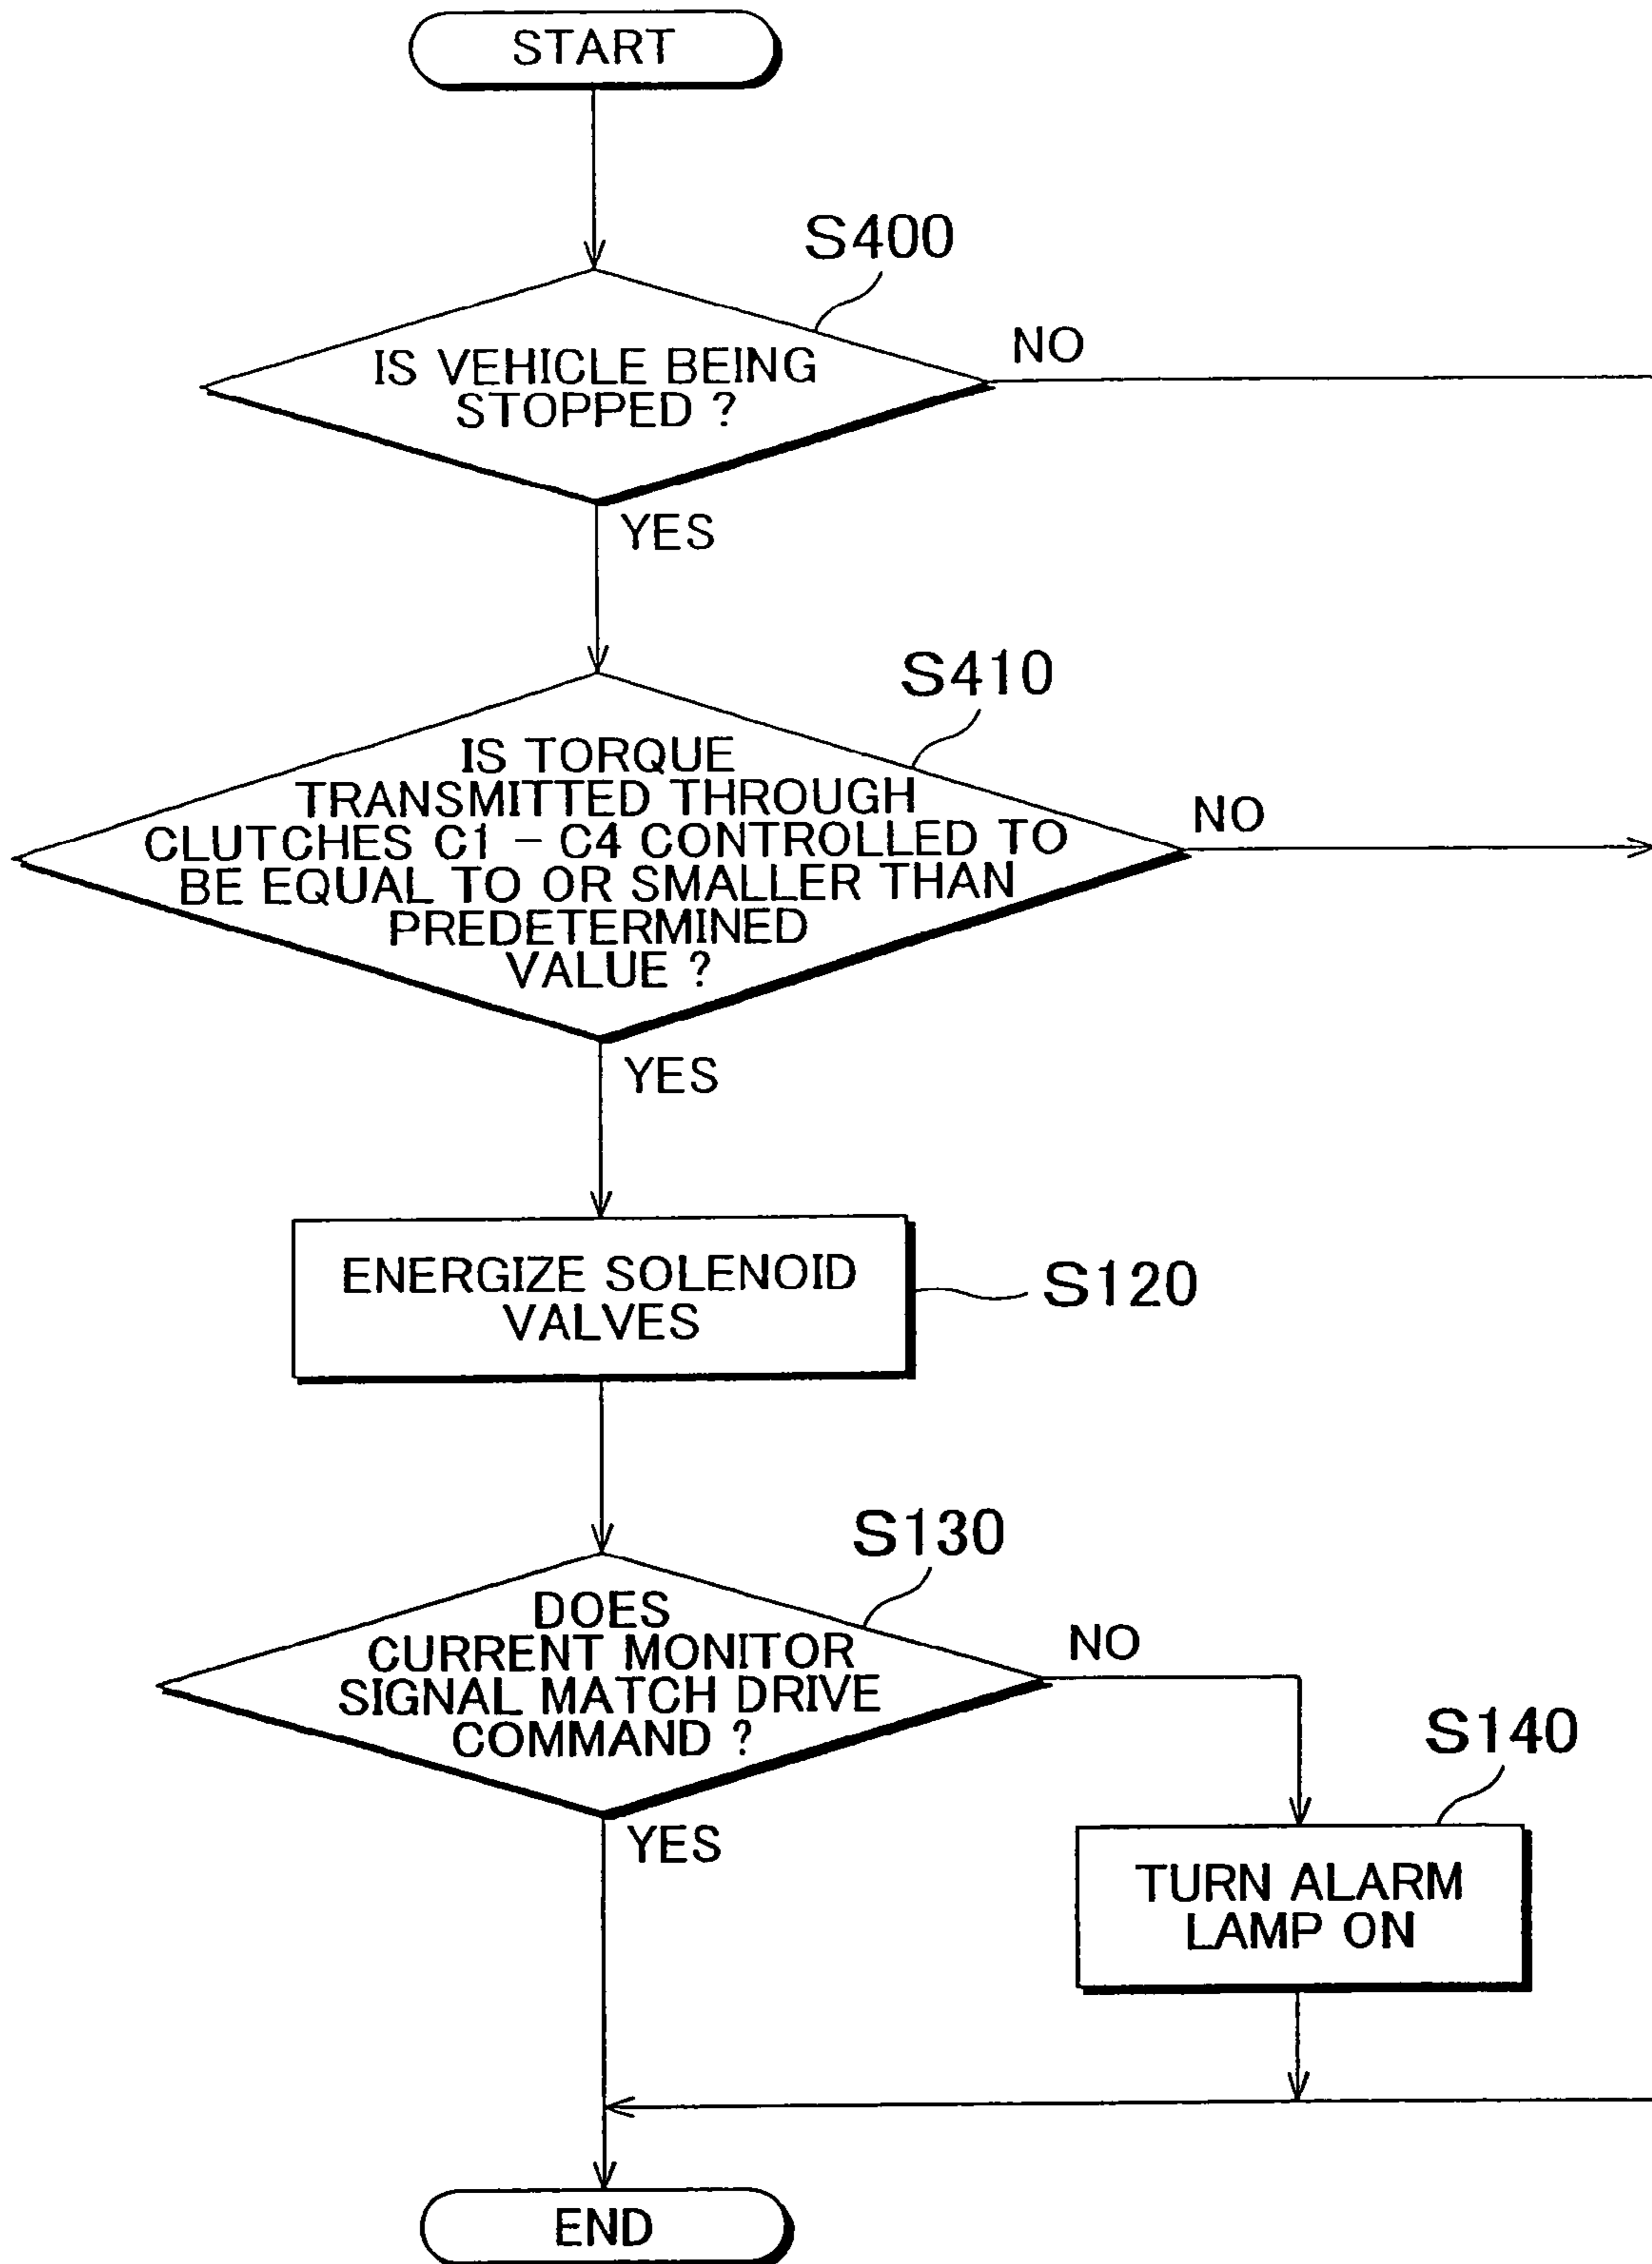 START
S400
IS VEHICLE BEING
STOPPED ?
NO
YES
S410
IS TORQUE
TRANSMITTED THROUGH
CLUTCHES C1 – C4 CONTROLLED TO
BE EQUAL TO OR SMALLER THAN
PREDETERMINED
VALUE ?
NO
YES
ENERGIZE SOLENOID
VALVES
S120
S130
DOES
CURRENT MONITOR
SIGNAL MATCH DRIVE
COMMAND ?
NO
YES
S140
TURN ALARM
LAMP ON
END